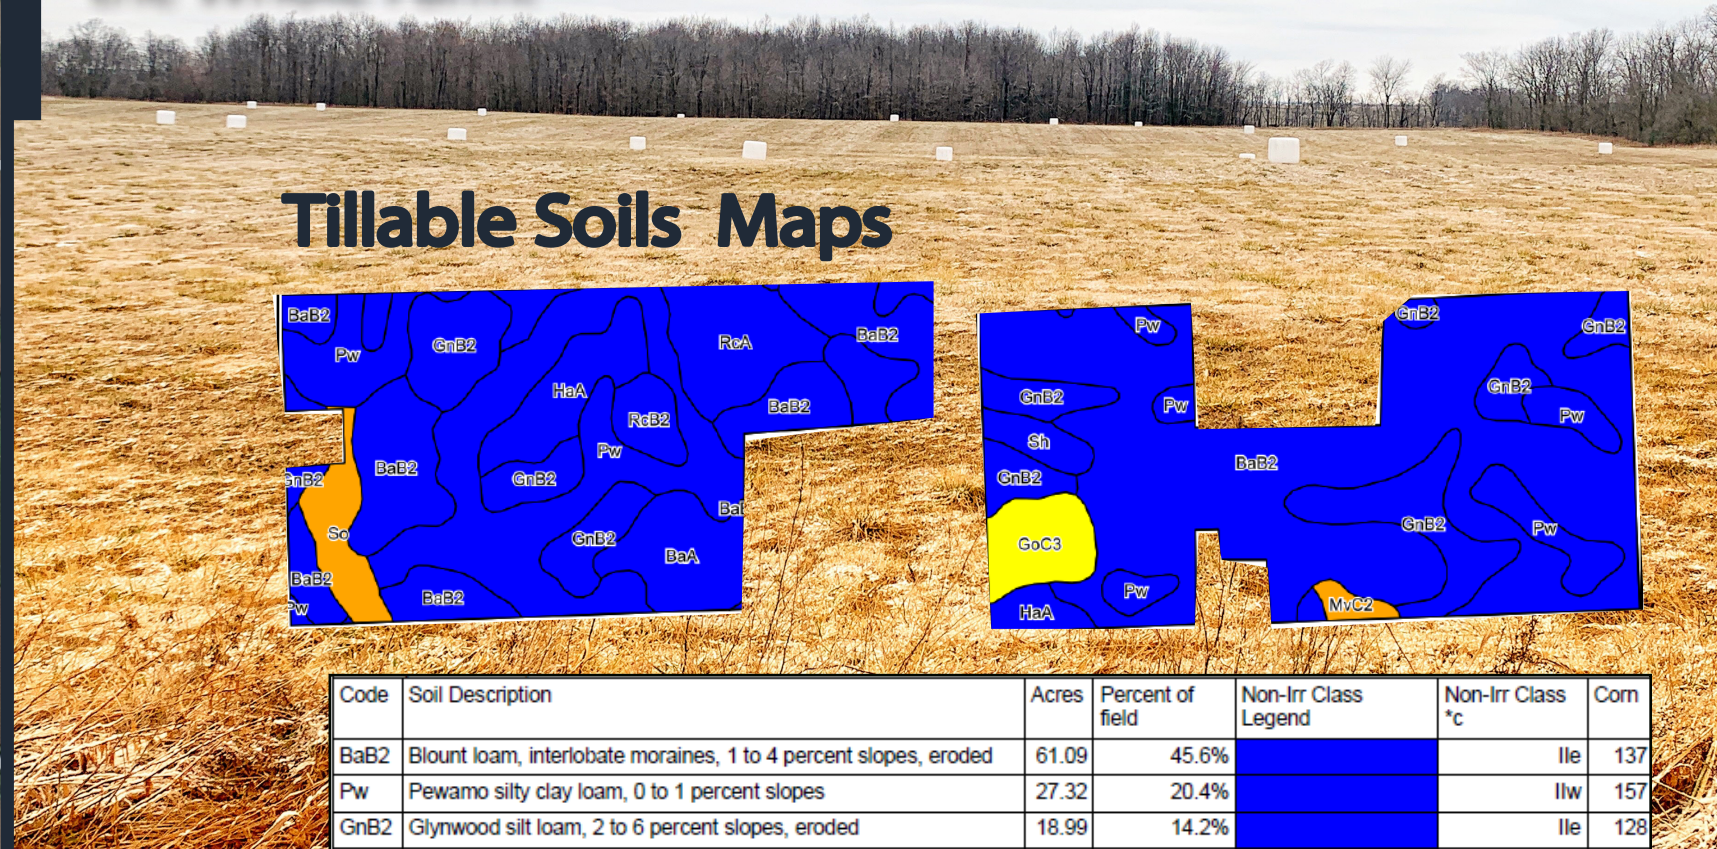 Tillable Soils Maps
BaB2
Pw
GnB2
HaA
RcA
BaB2
RcB2
BaB2
Pw
BaB2
GnB2
GnB2
So
BaB2
Pw
BaB2
GnB2
BaA
Bal
Pw
GnB2
Pw
Sh
GnB2
GoC3
HaA
Pw
BaB2
GnB2
GnB2
GnB2
Pw
GnB2
Pw
MvC2
Code Soil Description Acres Percent of field Non-Irr Class Legend Non-Irr Class *c Corn
BaB2 Blount loam, interlobate moraines, 1 to 4 percent slopes, eroded 61.09 45.6% IIe 137
Pw Pewamo silty clay loam, 0 to 1 percent slopes 27.32 20.4% IIw 157
GnB2 Glynwood silt loam, 2 to 6 percent slopes, eroded 18.99 14.2% IIe 128